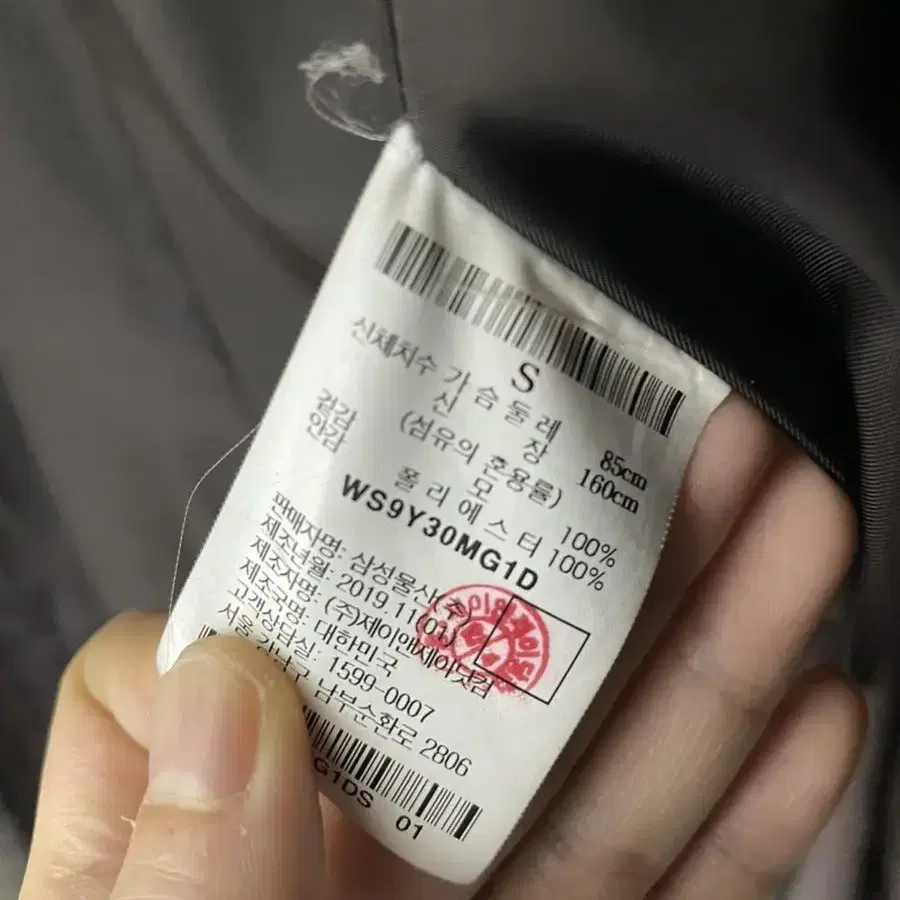 S
신체치수 가 슴 둘 레 85cm
신 장 160cm
(섬유의 혼용률)
겉감 모 100%
안감 폴 리 에 스 터 100%
WS9Y30MG1D
판매자명: 삼성물산(주)
제조년월: 2019.11(01)
제조자명: (주)제이앤제이닷컴
제조국명: 대한민국
고객상담실: 1599-0007
서울 강남구 남부순환로 2806
G1DS 01